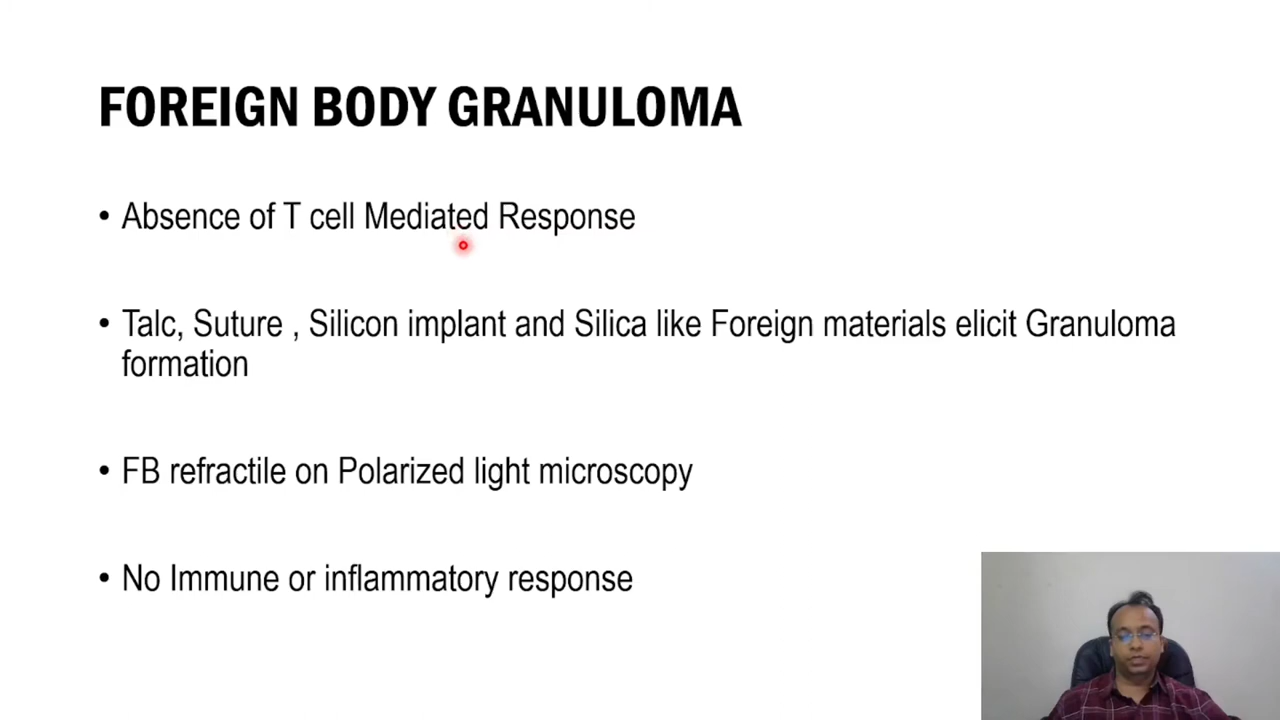 FOREIGN BODY GRANULOMA
• Absence of T cell Mediated Response
• Talc, Suture , Silicon implant and Silica like Foreign materials elicit Granuloma
formation
• FB refractile on Polarized light microscopy
• No Immune or inflammatory response